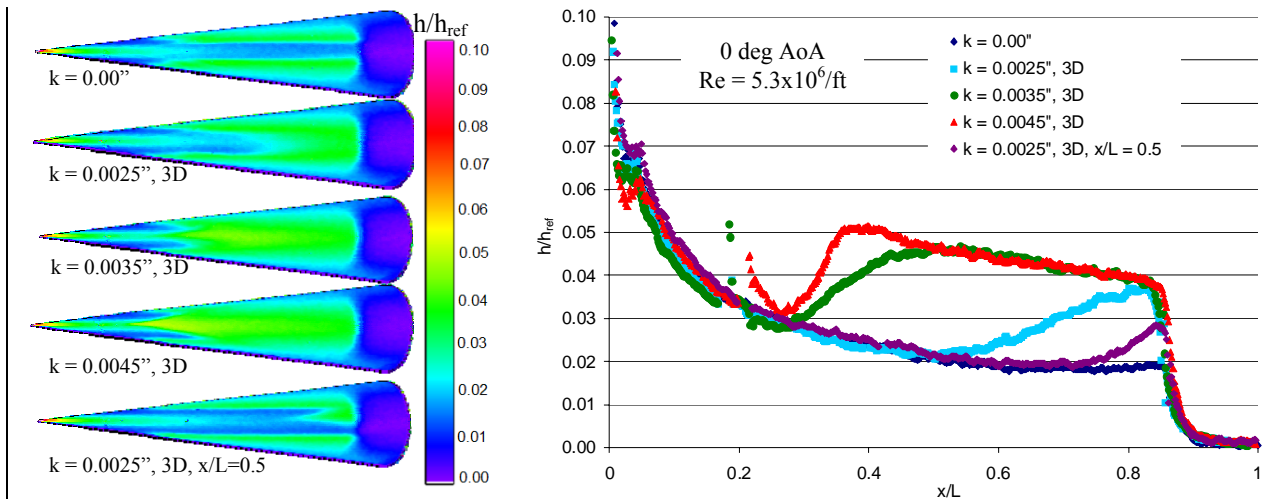 h/h_ref
k = 0.00”
k = 0.0025”, 3D
k = 0.0035”, 3D
k = 0.0045”, 3D
k = 0.0025”, 3D, x/L=0.5
0.10
0.09
0.08
0.07
0.06
0.05
0.04
0.03
0.02
0.01
0.00
0 deg AoA
Re = 5.3x10⁶/ft
k = 0.00"
k = 0.0025", 3D
k = 0.0035", 3D
k = 0.0045", 3D
k = 0.0025", 3D, x/L = 0.5
h/h_ref
0.10
0.09
0.08
0.07
0.06
0.05
0.04
0.03
0.02
0.01
0.00
0 0.2 0.4 0.6 0.8 1
x/L